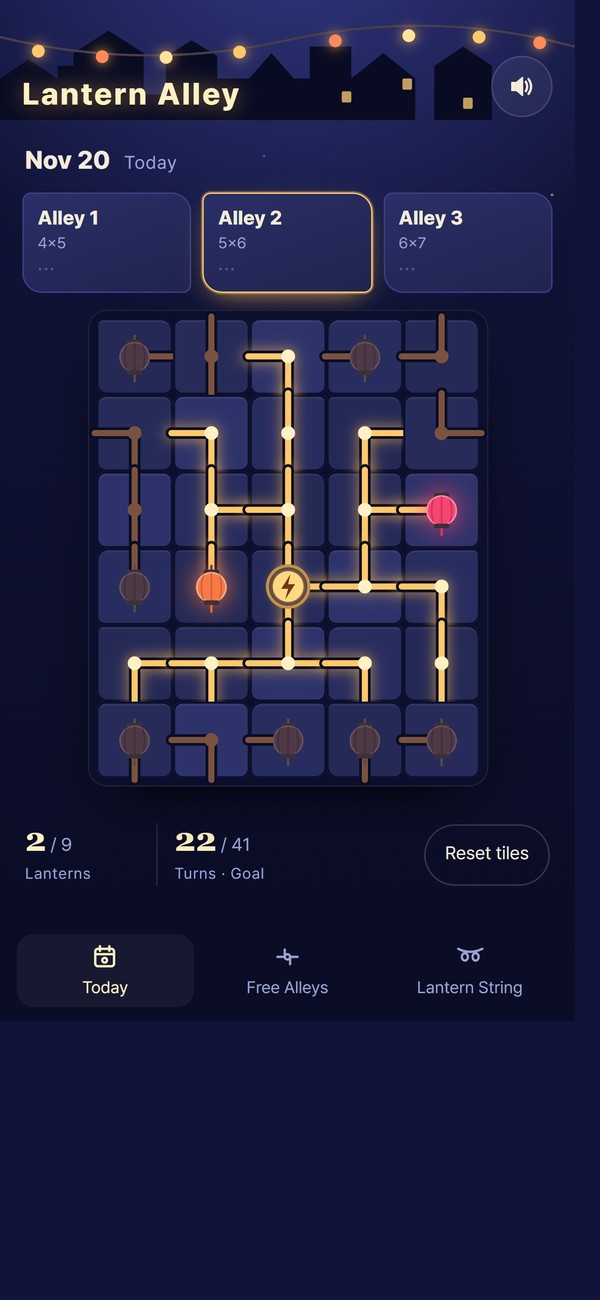 Lantern Alley
Nov 20 Today
Alley 1
4×5
...
Alley 2
5×6
...
Alley 3
6×7
...
2 / 9
Lanterns
22 / 41
Turns · Goal
Reset tiles
Today
Free Alleys
Lantern String